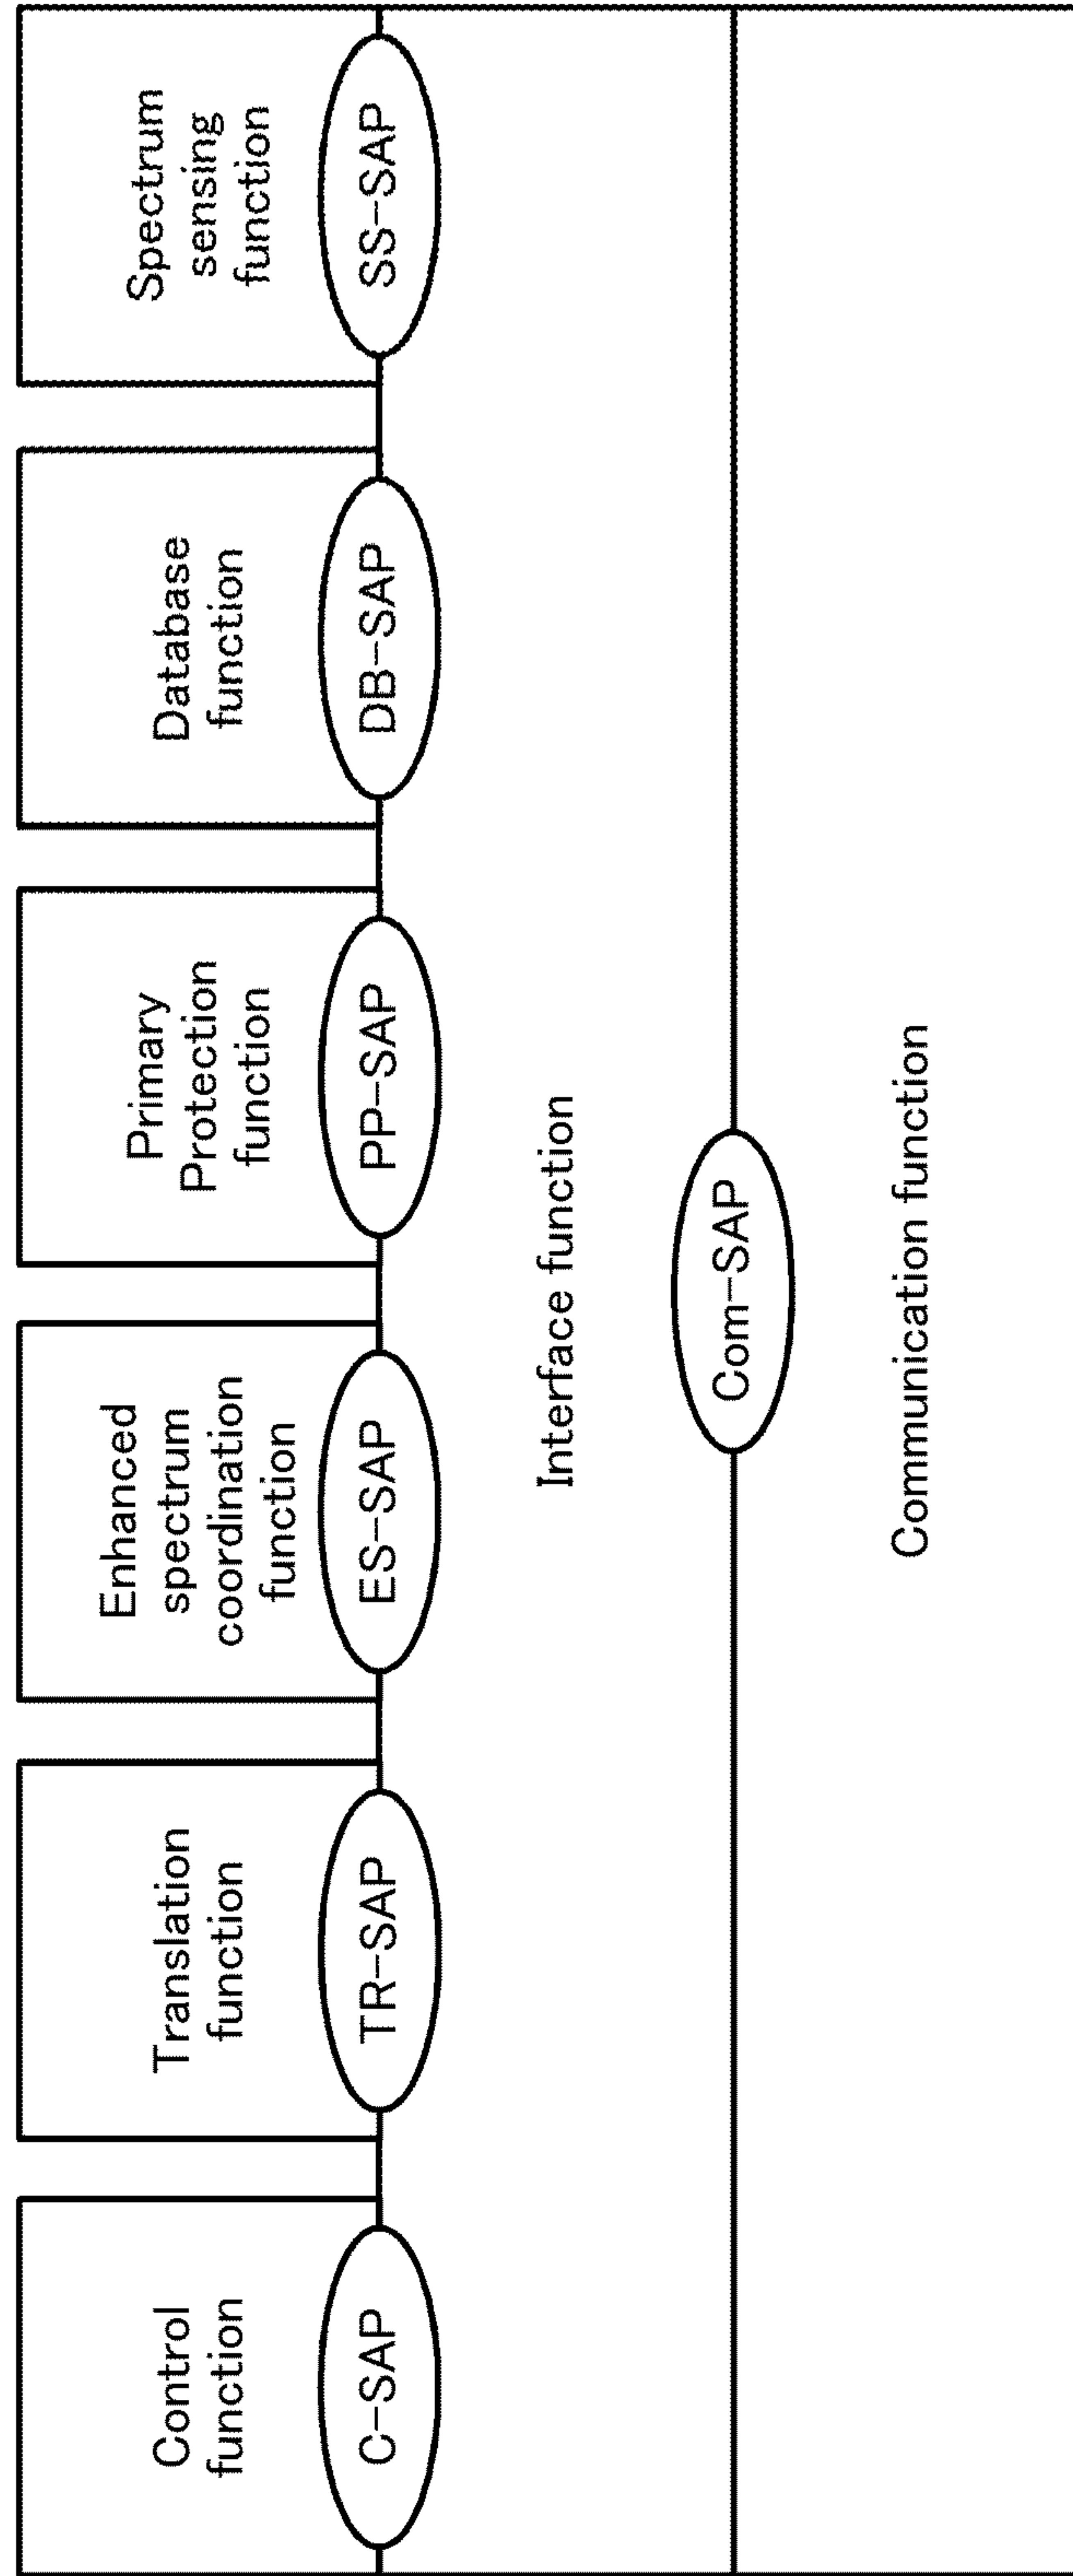 Control
function
C-SAP
Translation
function
TR-SAP
Enhanced
spectrum
coordination
function
ES-SAP
Primary
Protection
function
PP-SAP
Database
function
DB-SAP
Spectrum
sensing
function
SS-SAP
Interface function
Com-SAP
Communication function